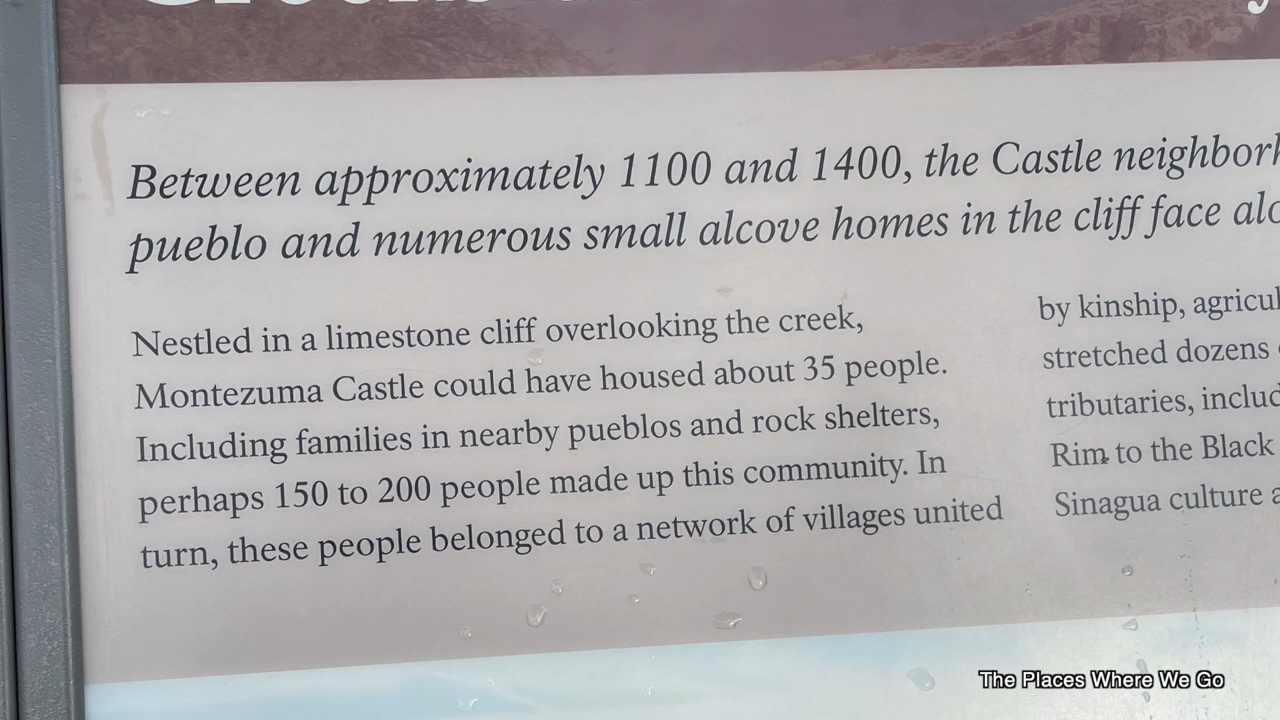 Between approximately 1100 and 1400, the Castle
pueblo and numerous small alcove homes in the cliff face
Nestled in a limestone cliff overlooking the creek,
Montezuma Castle could have housed about 35 people.
Including families in nearby pueblos and rock shelters,
perhaps 150 to 200 people made up this community. In
turn, these people belonged to a network of villages united
by kinship,
stretched dozens
tributaries,
Rim to the Black
Sinagua culture
The Places Where We Go